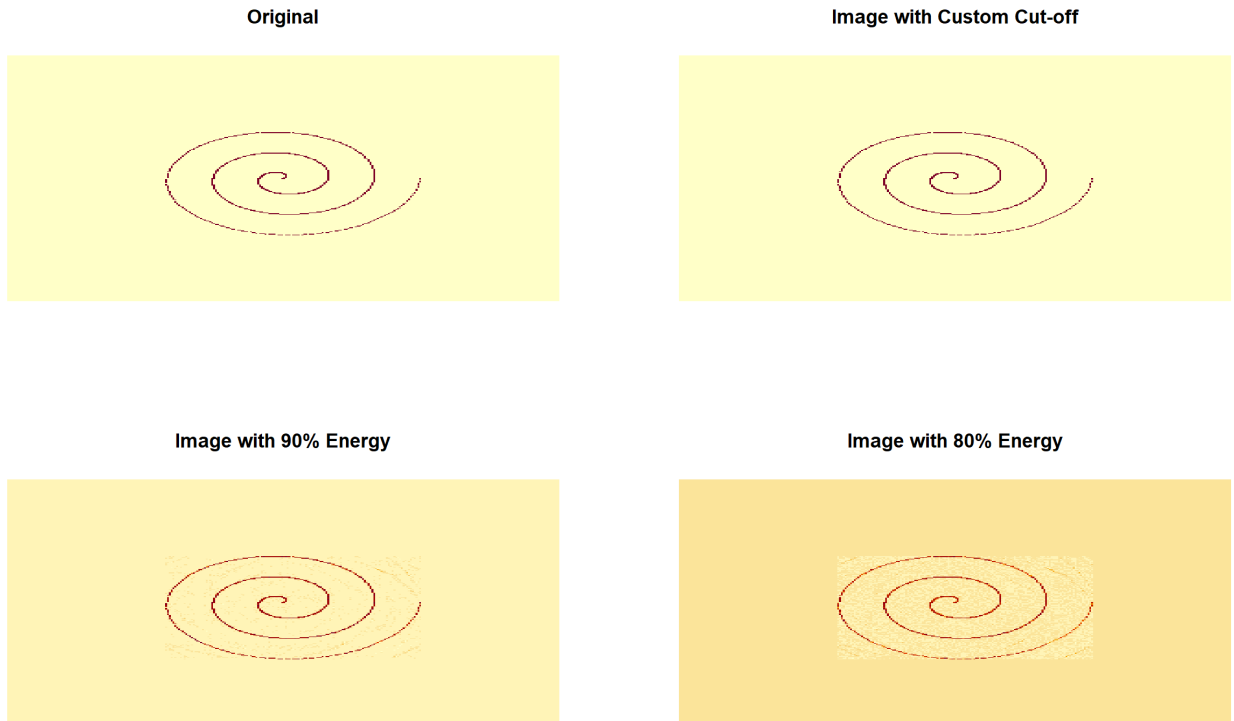 Original
Image with Custom Cut-off
Image with 90% Energy
Image with 80% Energy